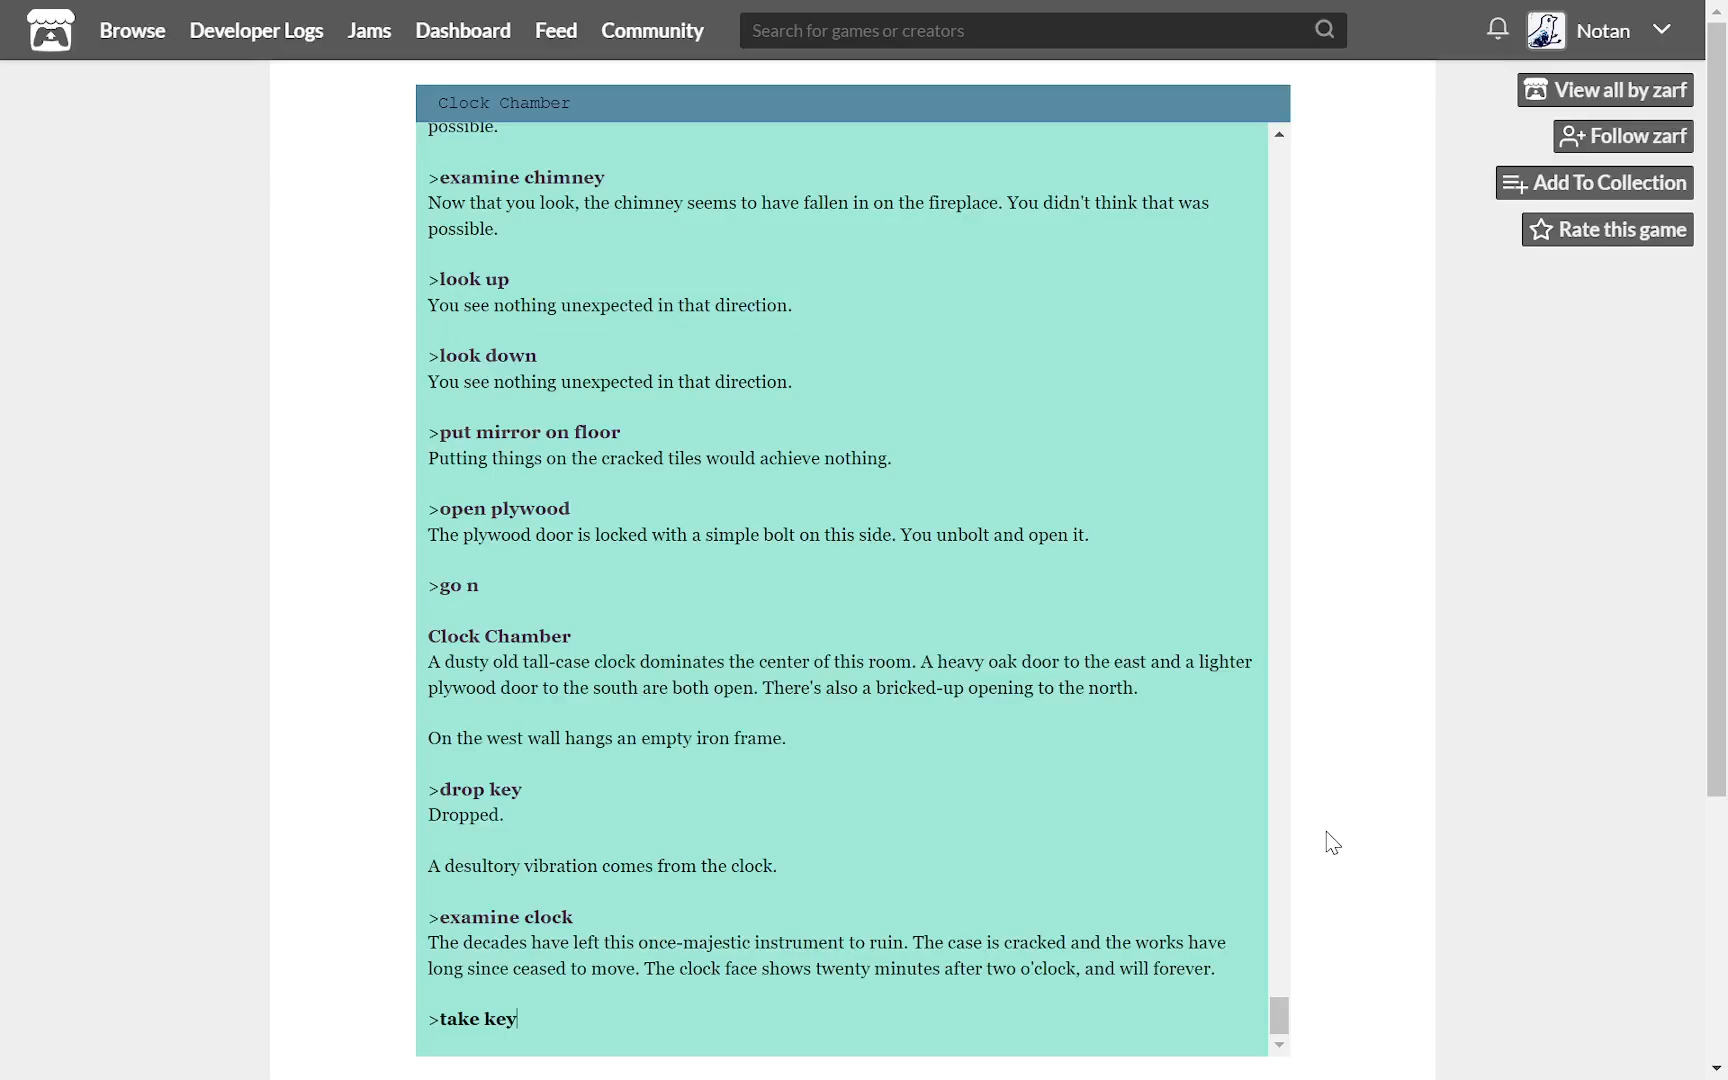 Browse Developer Logs Jams Dashboard Feed Community Search for games or creators Notan
View all by zarf
Follow zarf
Add To Collection
Rate this game
Clock Chamber
possible.
>examine chimney
Now that you look, the chimney seems to have fallen in on the fireplace. You didn't think that was
possible.
>look up
You see nothing unexpected in that direction.
>look down
You see nothing unexpected in that direction.
>put mirror on floor
Putting things on the cracked tiles would achieve nothing.
>open plywood
The plywood door is locked with a simple bolt on this side. You unbolt and open it.
>go n
Clock Chamber
A dusty old tall-case clock dominates the center of this room. A heavy oak door to the east and a lighter
plywood door to the south are both open. There's also a bricked-up opening to the north.
On the west wall hangs an empty iron frame.
>drop key
Dropped.
A desultory vibration comes from the clock.
>examine clock
The decades have left this once-majestic instrument to ruin. The case is cracked and the works have
long since ceased to move. The clock face shows twenty minutes after two o'clock, and will forever.
>take key